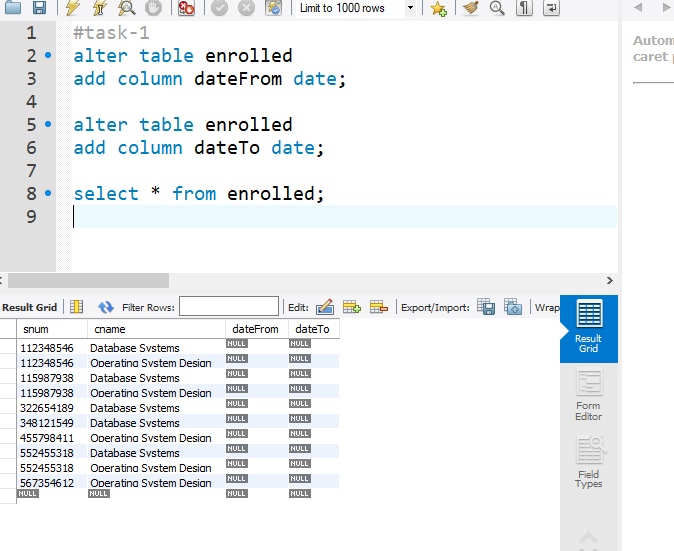 Limit to 1000 rows
1 #task-1
2 alter table enrolled
3 add column dateFrom date;
4
5 alter table enrolled
6 add column dateTo date;
7
8 select * from enrolled;
9
Autom
caret p
Result Grid Filter Rows: Edit: Export/Import: Wrap
snum cname dateFrom dateTo
112348546 Database Systems NULL NULL
112348546 Operating System Design NULL NULL
115987938 Database Systems NULL NULL
115987938 Operating System Design NULL NULL
322654189 Database Systems NULL NULL
348121549 Database Systems NULL NULL
455798411 Operating System Design NULL NULL
552455318 Database Systems NULL NULL
552455318 Operating System Design NULL NULL
567354612 Operating System Design NULL NULL
NULL NULL NULL NULL
Result
Grid
Form
Editor
Field
Types